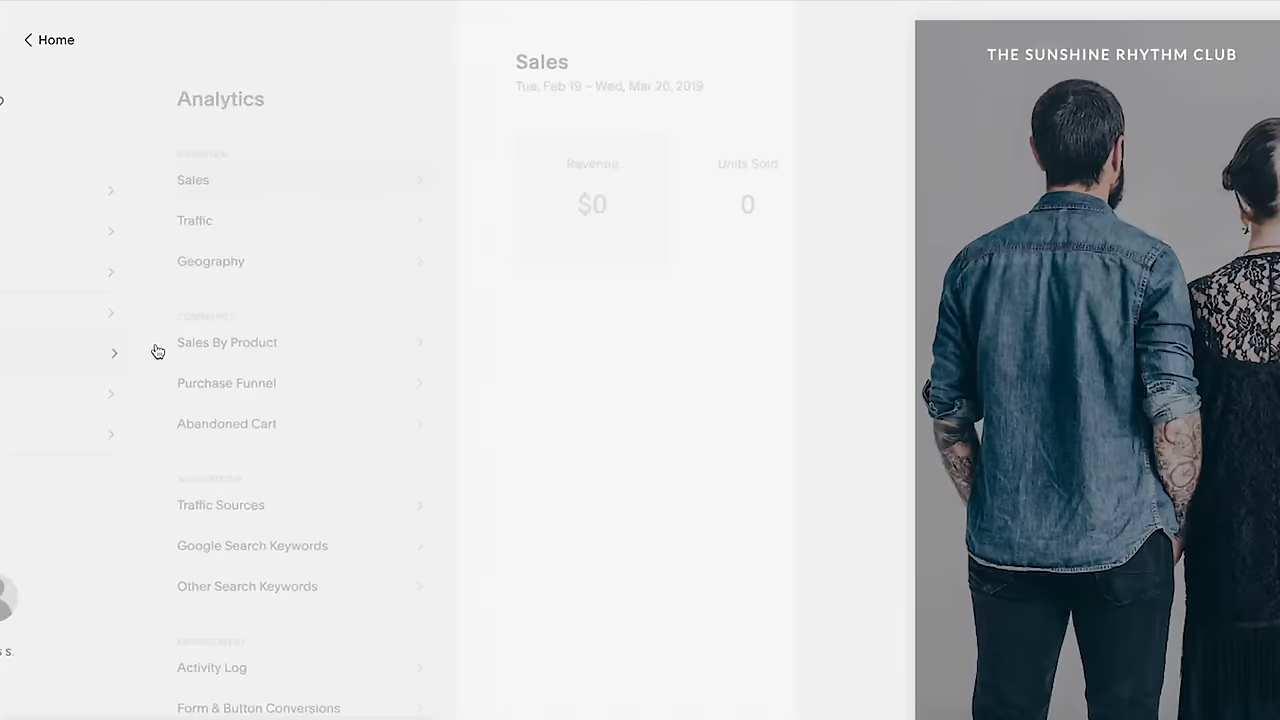 Home
Analytics
Sales
Traffic
Geography
COMMERCE
Sales By Product
Purchase Funnel
Abandoned Cart
Traffic Sources
Google Search Keywords
Other Search Keywords
Activity Log
Form & Button Conversions
Sales
Tue, Feb 19 – Wed, Mar 20, 2019
Revenue
$0
Units Sold
0
THE SUNSHINE RHYTHM CLUB
s s.